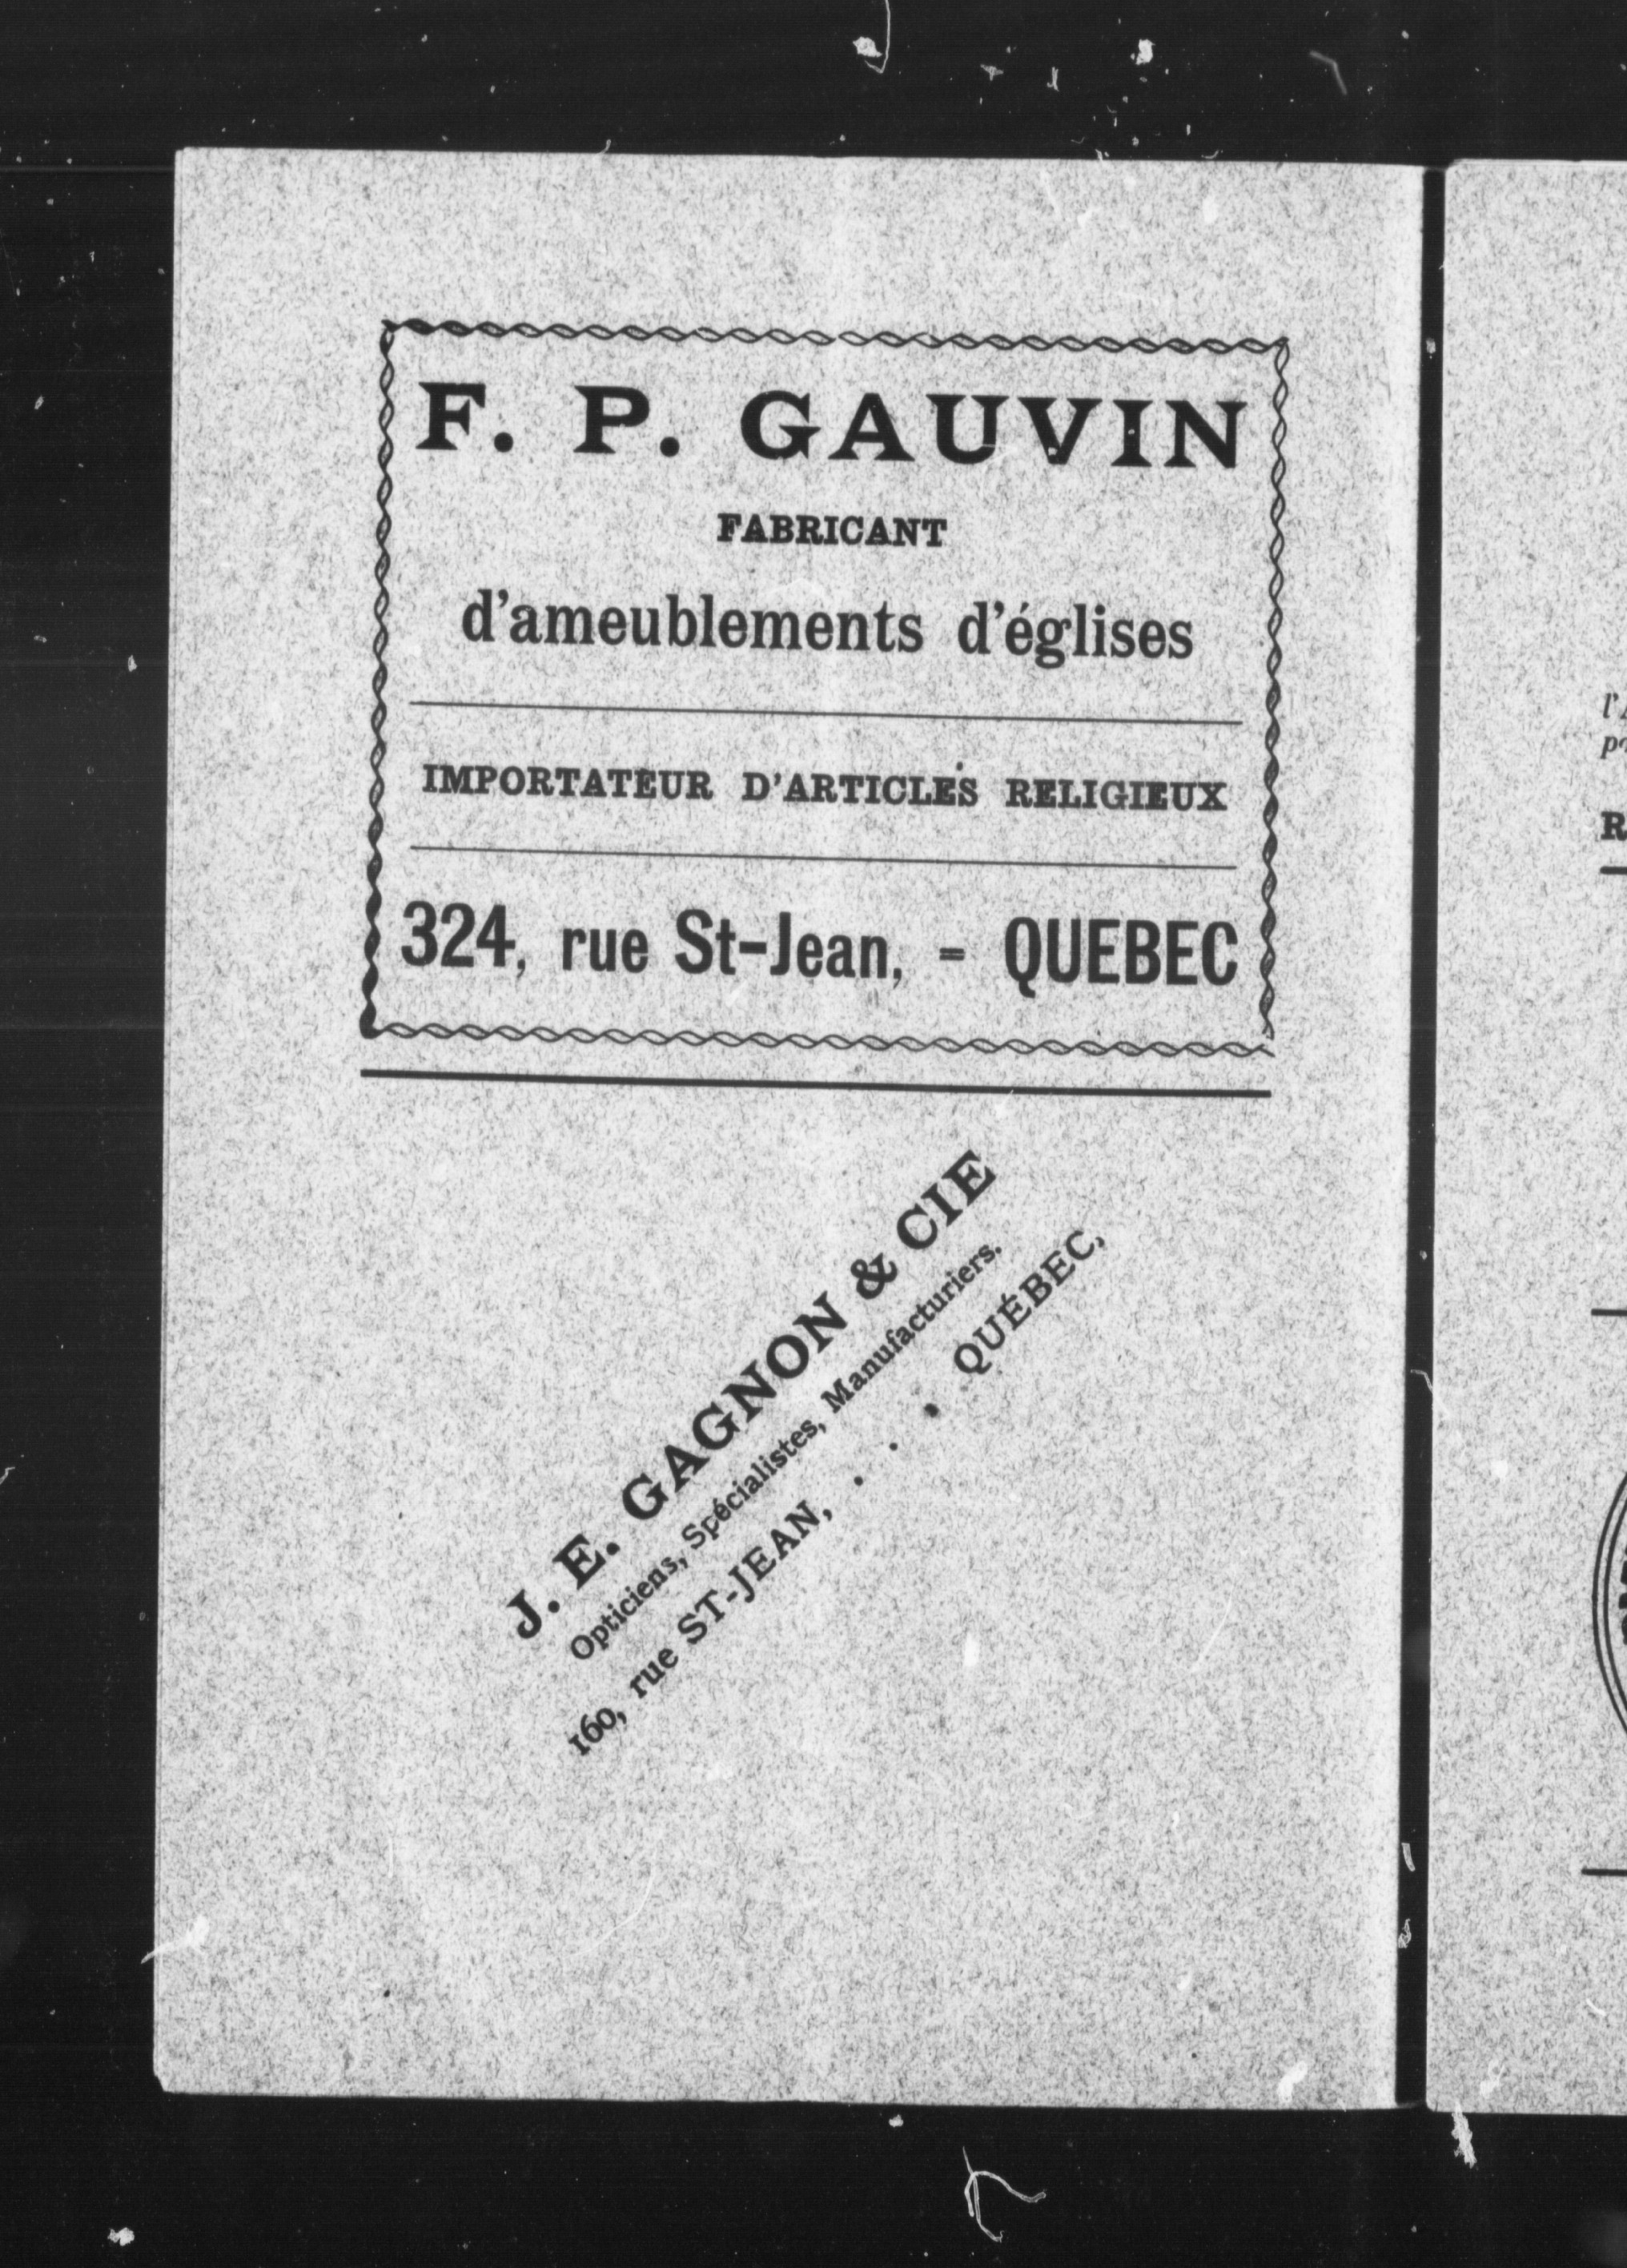 F. P. GAUVIN
FABRICANT
d'ameublements d'églises
IMPORTATEUR D'ARTICLES RELIGIEUX
324, rue St-Jean, = QUEBEC
J. E. GAGNON & CIE
Opticiens, Spécialistes, Manufacturiers.
160, rue ST-JEAN, . . . QUÉBEC,